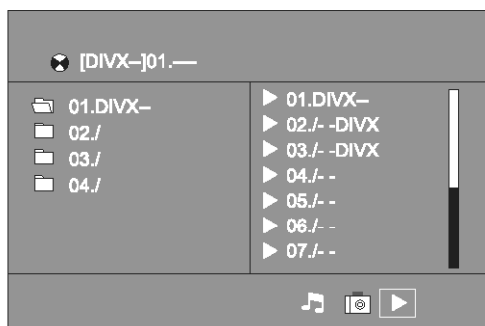 [DIVX–]01.––
01.DIVX–
02./
03./
04./
01.DIVX–
02./- -DIVX
03./- -DIVX
04./- -
05./- -
06./- -
07./- -